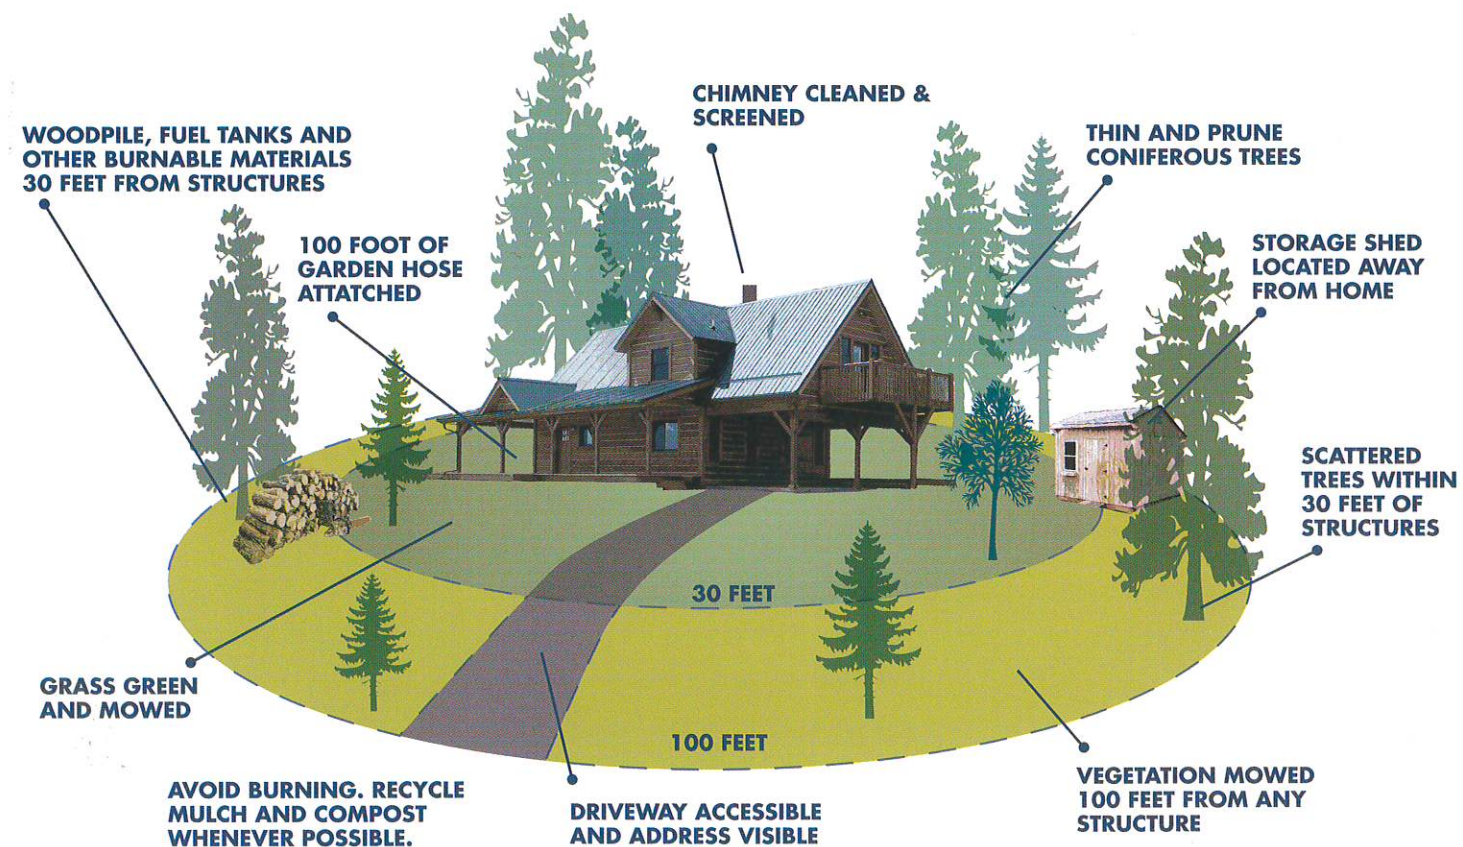 CHIMNEY CLEANED &
SCREENED
WOODPILE, FUEL TANKS AND
OTHER BURNABLE MATERIALS
30 FEET FROM STRUCTURES
THIN AND PRUNE
CONIFEROUS TREES
100 FOOT OF
GARDEN HOSE
ATTATCHED
STORAGE SHED
LOCATED AWAY
FROM HOME
SCATTERED
TREES WITHIN
30 FEET OF
STRUCTURES
30 FEET
GRASS GREEN
AND MOWED
100 FEET
AVOID BURNING. RECYCLE
MULCH AND COMPOST
WHENEVER POSSIBLE.
DRIVEWAY ACCESSIBLE
AND ADDRESS VISIBLE
VEGETATION MOWED
100 FEET FROM ANY
STRUCTURE